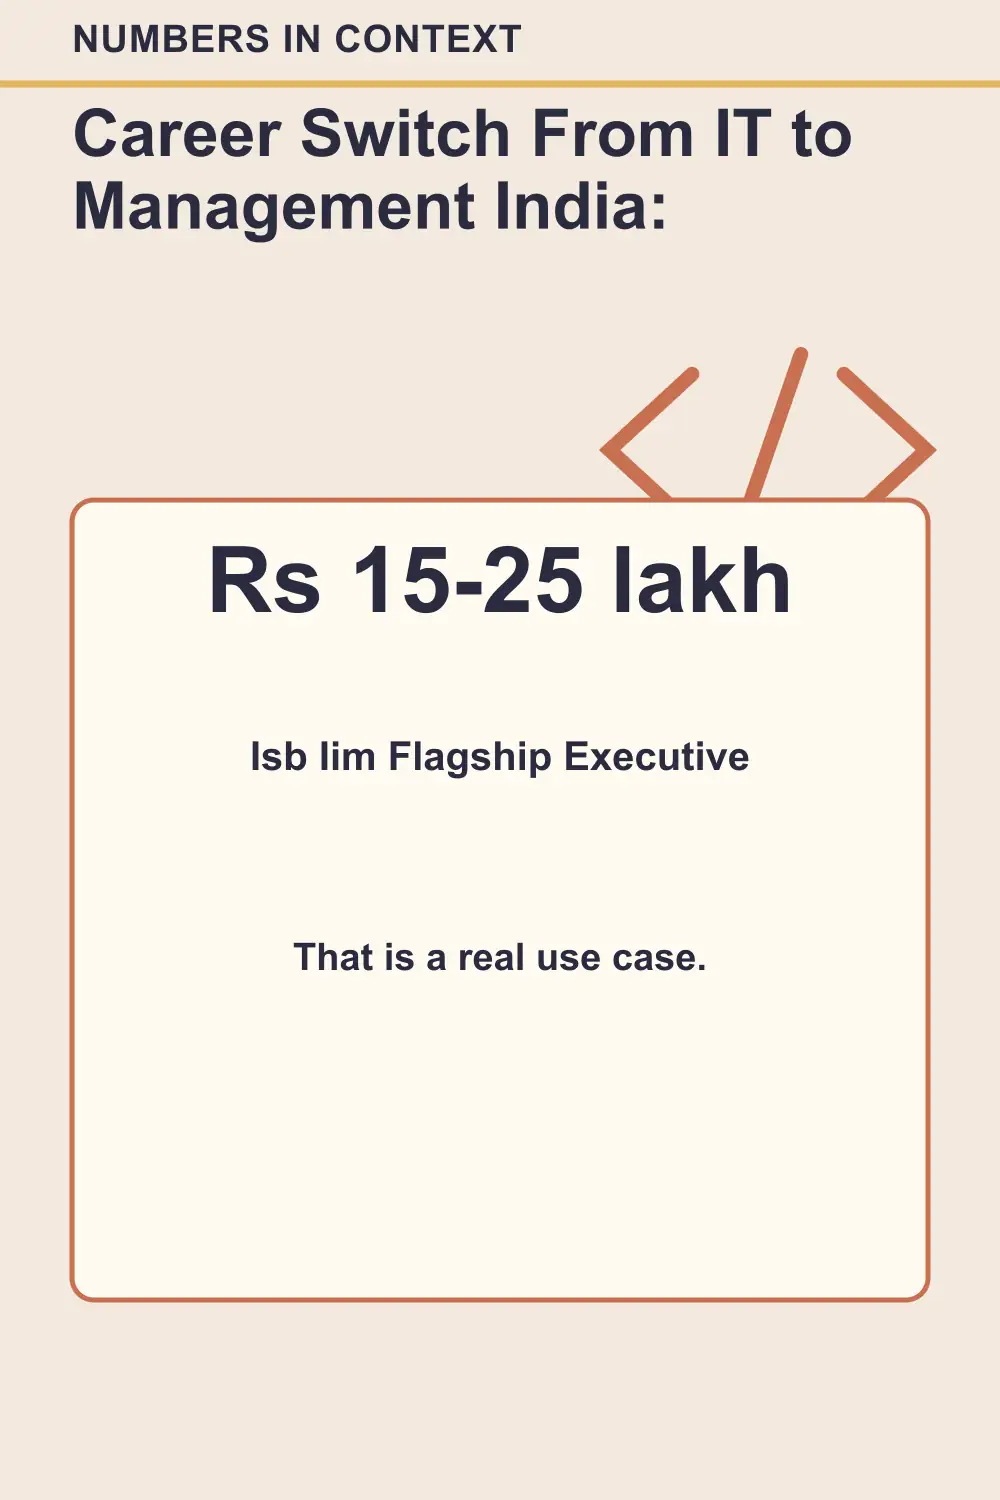 NUMBERS IN CONTEXT
Career Switch From IT to
Management India:
Rs 15-25 lakh
Isb Iim Flagship Executive
That is a real use case.